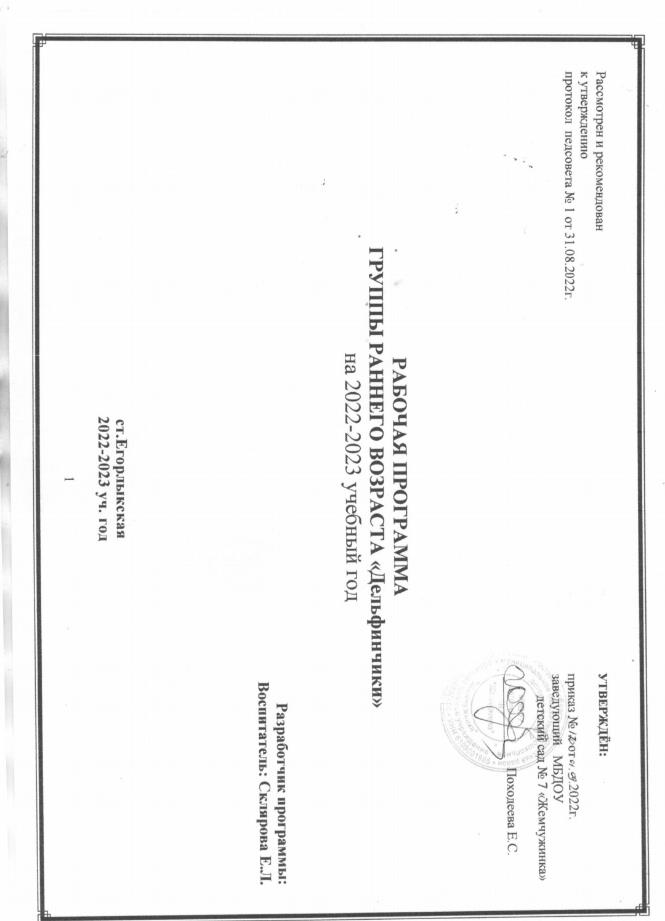 Рассмотрен и рекомендован
к утверждению
протокол педсовета № 1 от 31.08.2022г.
УТВЕРЖДЁН:
приказ № от 2022г.
заведующий МБДОУ
детский сад № 7 «Жемчужинка»
Походеева Е.С.
РАБОЧАЯ ПРОГРАММА
ГРУППЫ РАННЕГО ВОЗРАСТА «Дельфинчики»
на 2022-2023 учебный год
Разработчик программы:
Воспитатель: Склярова Е.Л.
ст.Егорлыкская
2022-2023 уч. год
1